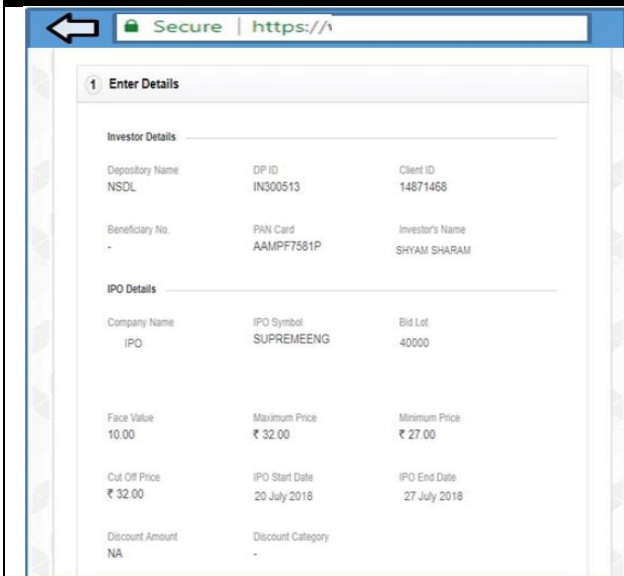 Secure | https://
1 Enter Details
Investor Details
Depository Name DP ID Client ID
NSDL IN300513 14871468
Beneficiary No. PAN Card Investor's Name
- AAMPF7581P SHYAM SHARAM
IPO Details
Company Name IPO Symbol Bid Lot
IPO SUPREMEENG 40000
Face Value Maximum Price Minimum Price
10.00 ₹ 32.00 ₹ 27.00
Cut Off Price IPO Start Date IPO End Date
₹ 32.00 20 July 2018 27 July 2018
Discount Amount Discount Category
NA -